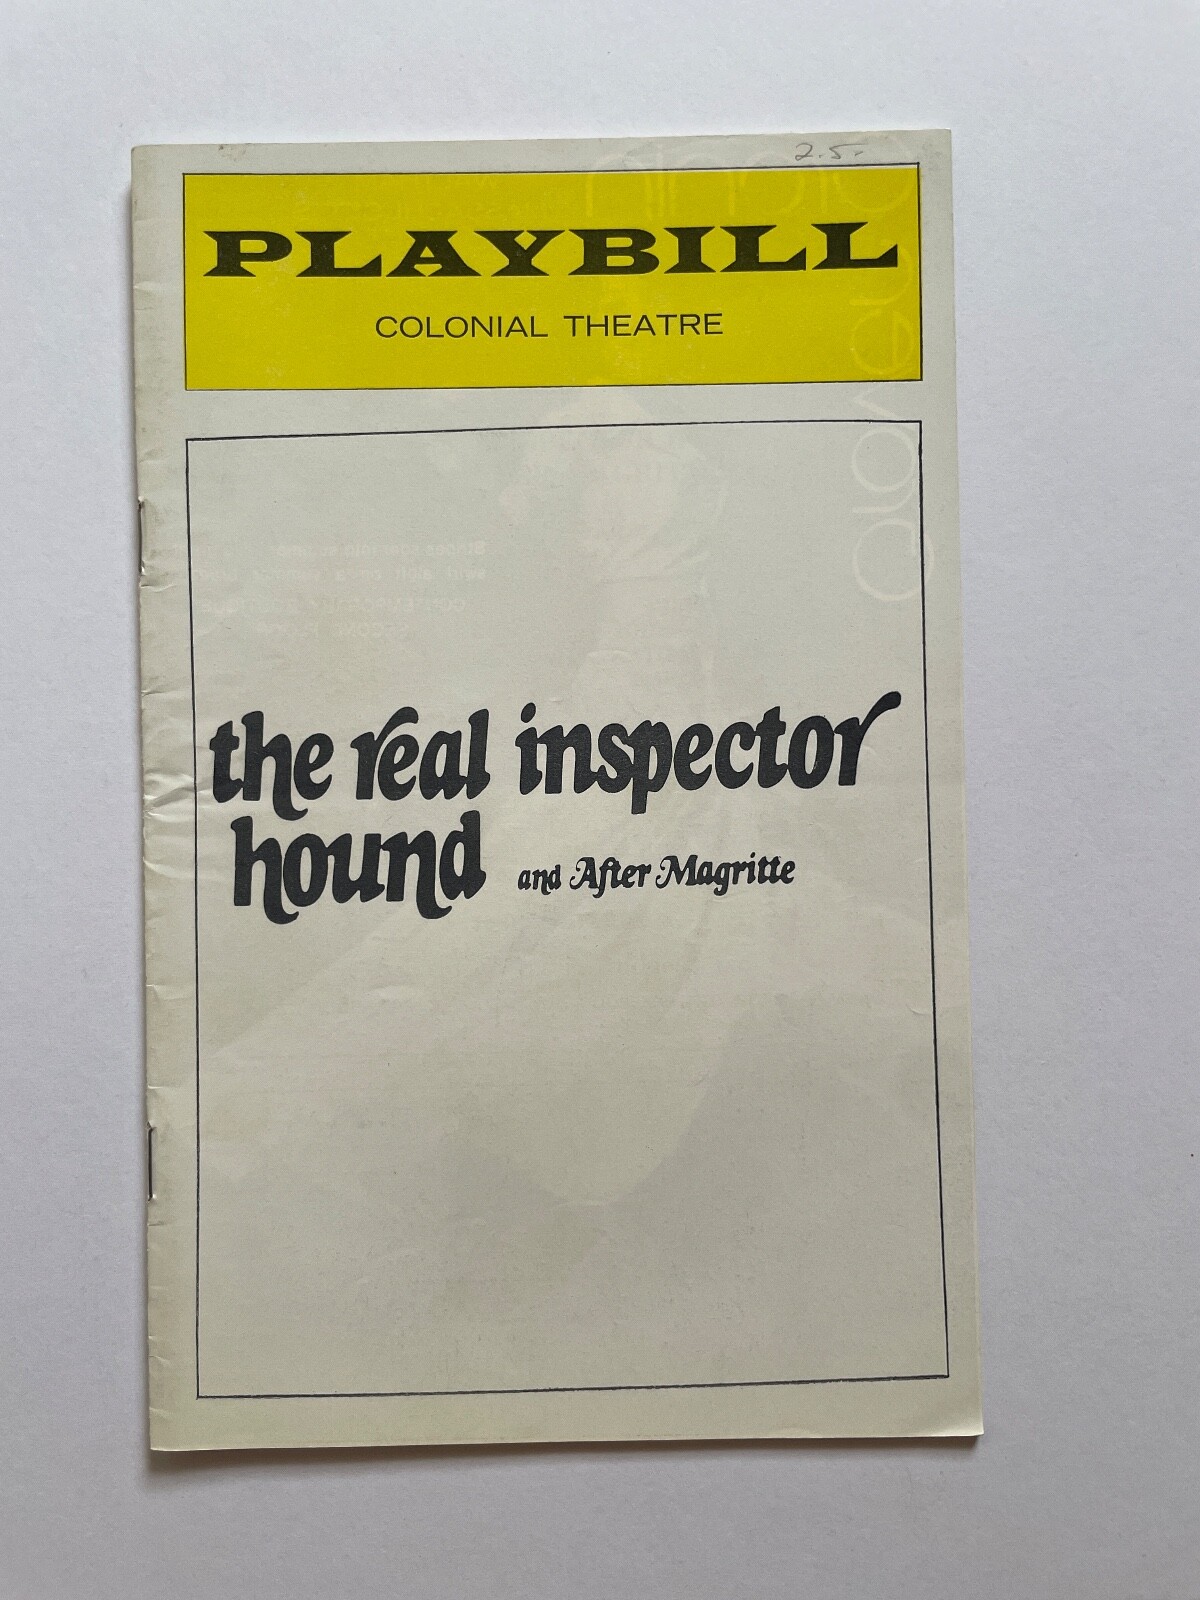 2.5-
PLAYBILL
COLONIAL THEATRE
the real inspector
hound and After Magritte